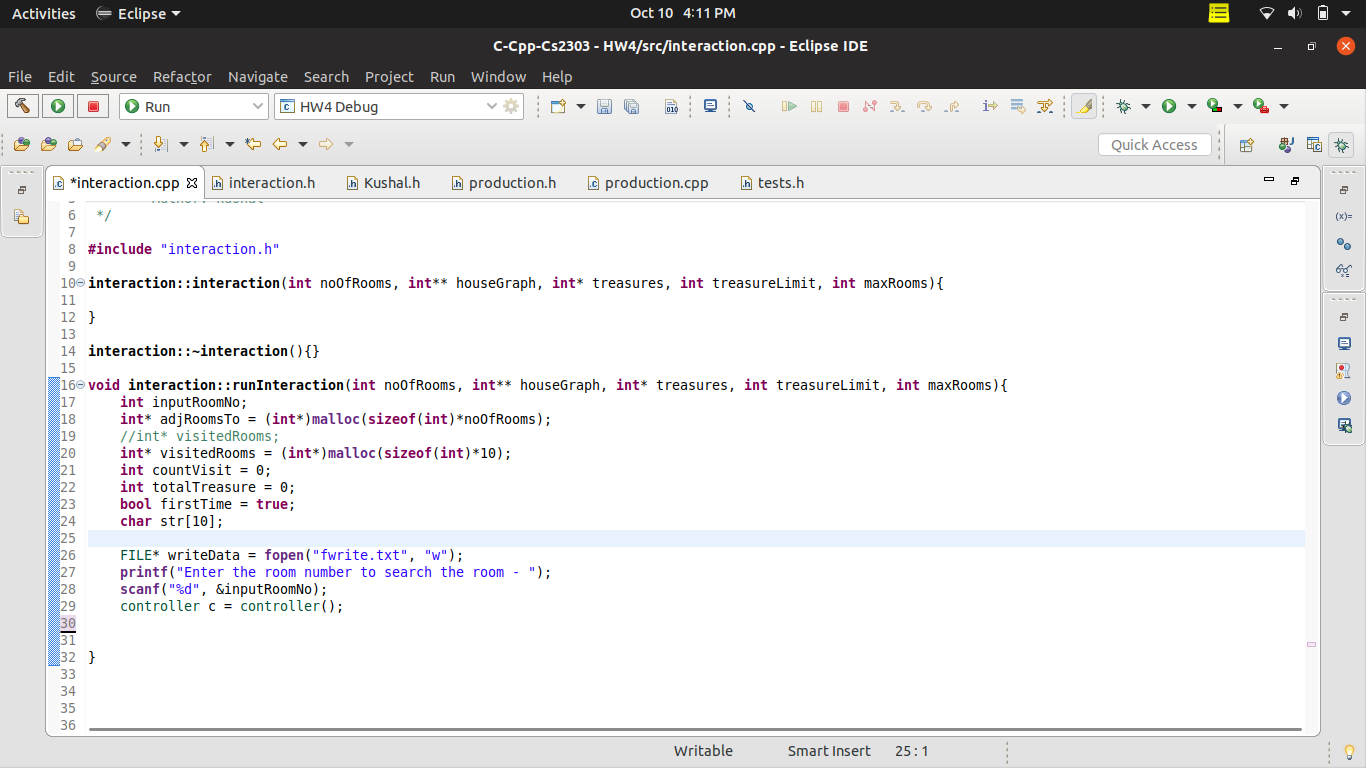 Activities Eclipse Oct 10 4:11 PM
C-Cpp-Cs2303 - HW4/src/interaction.cpp - Eclipse IDE
File Edit Source Refactor Navigate Search Project Run Window Help
Run HW4 Debug
Quick Access
*interaction.cpp interaction.h Kushal.h production.h production.cpp tests.h
6 */
7
8 #include "interaction.h"
9
10 interaction::interaction(int noOfRooms, int** houseGraph, int* treasures, int treasureLimit, int maxRooms){
11
12 }
13
14 interaction::~interaction(){}
15
16 void interaction::runInteraction(int noOfRooms, int** houseGraph, int* treasures, int treasureLimit, int maxRooms){
17 int inputRoomNo;
18 int* adjRoomsTo = (int*)malloc(sizeof(int)*noOfRooms);
19 //int* visitedRooms;
20 int* visitedRooms = (int*)malloc(sizeof(int)*10);
21 int countVisit = 0;
22 int totalTreasure = 0;
23 bool firstTime = true;
24 char str[10];
25
26 FILE* writeData = fopen("fwrite.txt", "w");
27 printf("Enter the room number to search the room - ");
28 scanf("%d", &inputRoomNo);
29 controller c = controller();
30
31
32 }
33
34
35
36
Writable Smart Insert 25 : 1